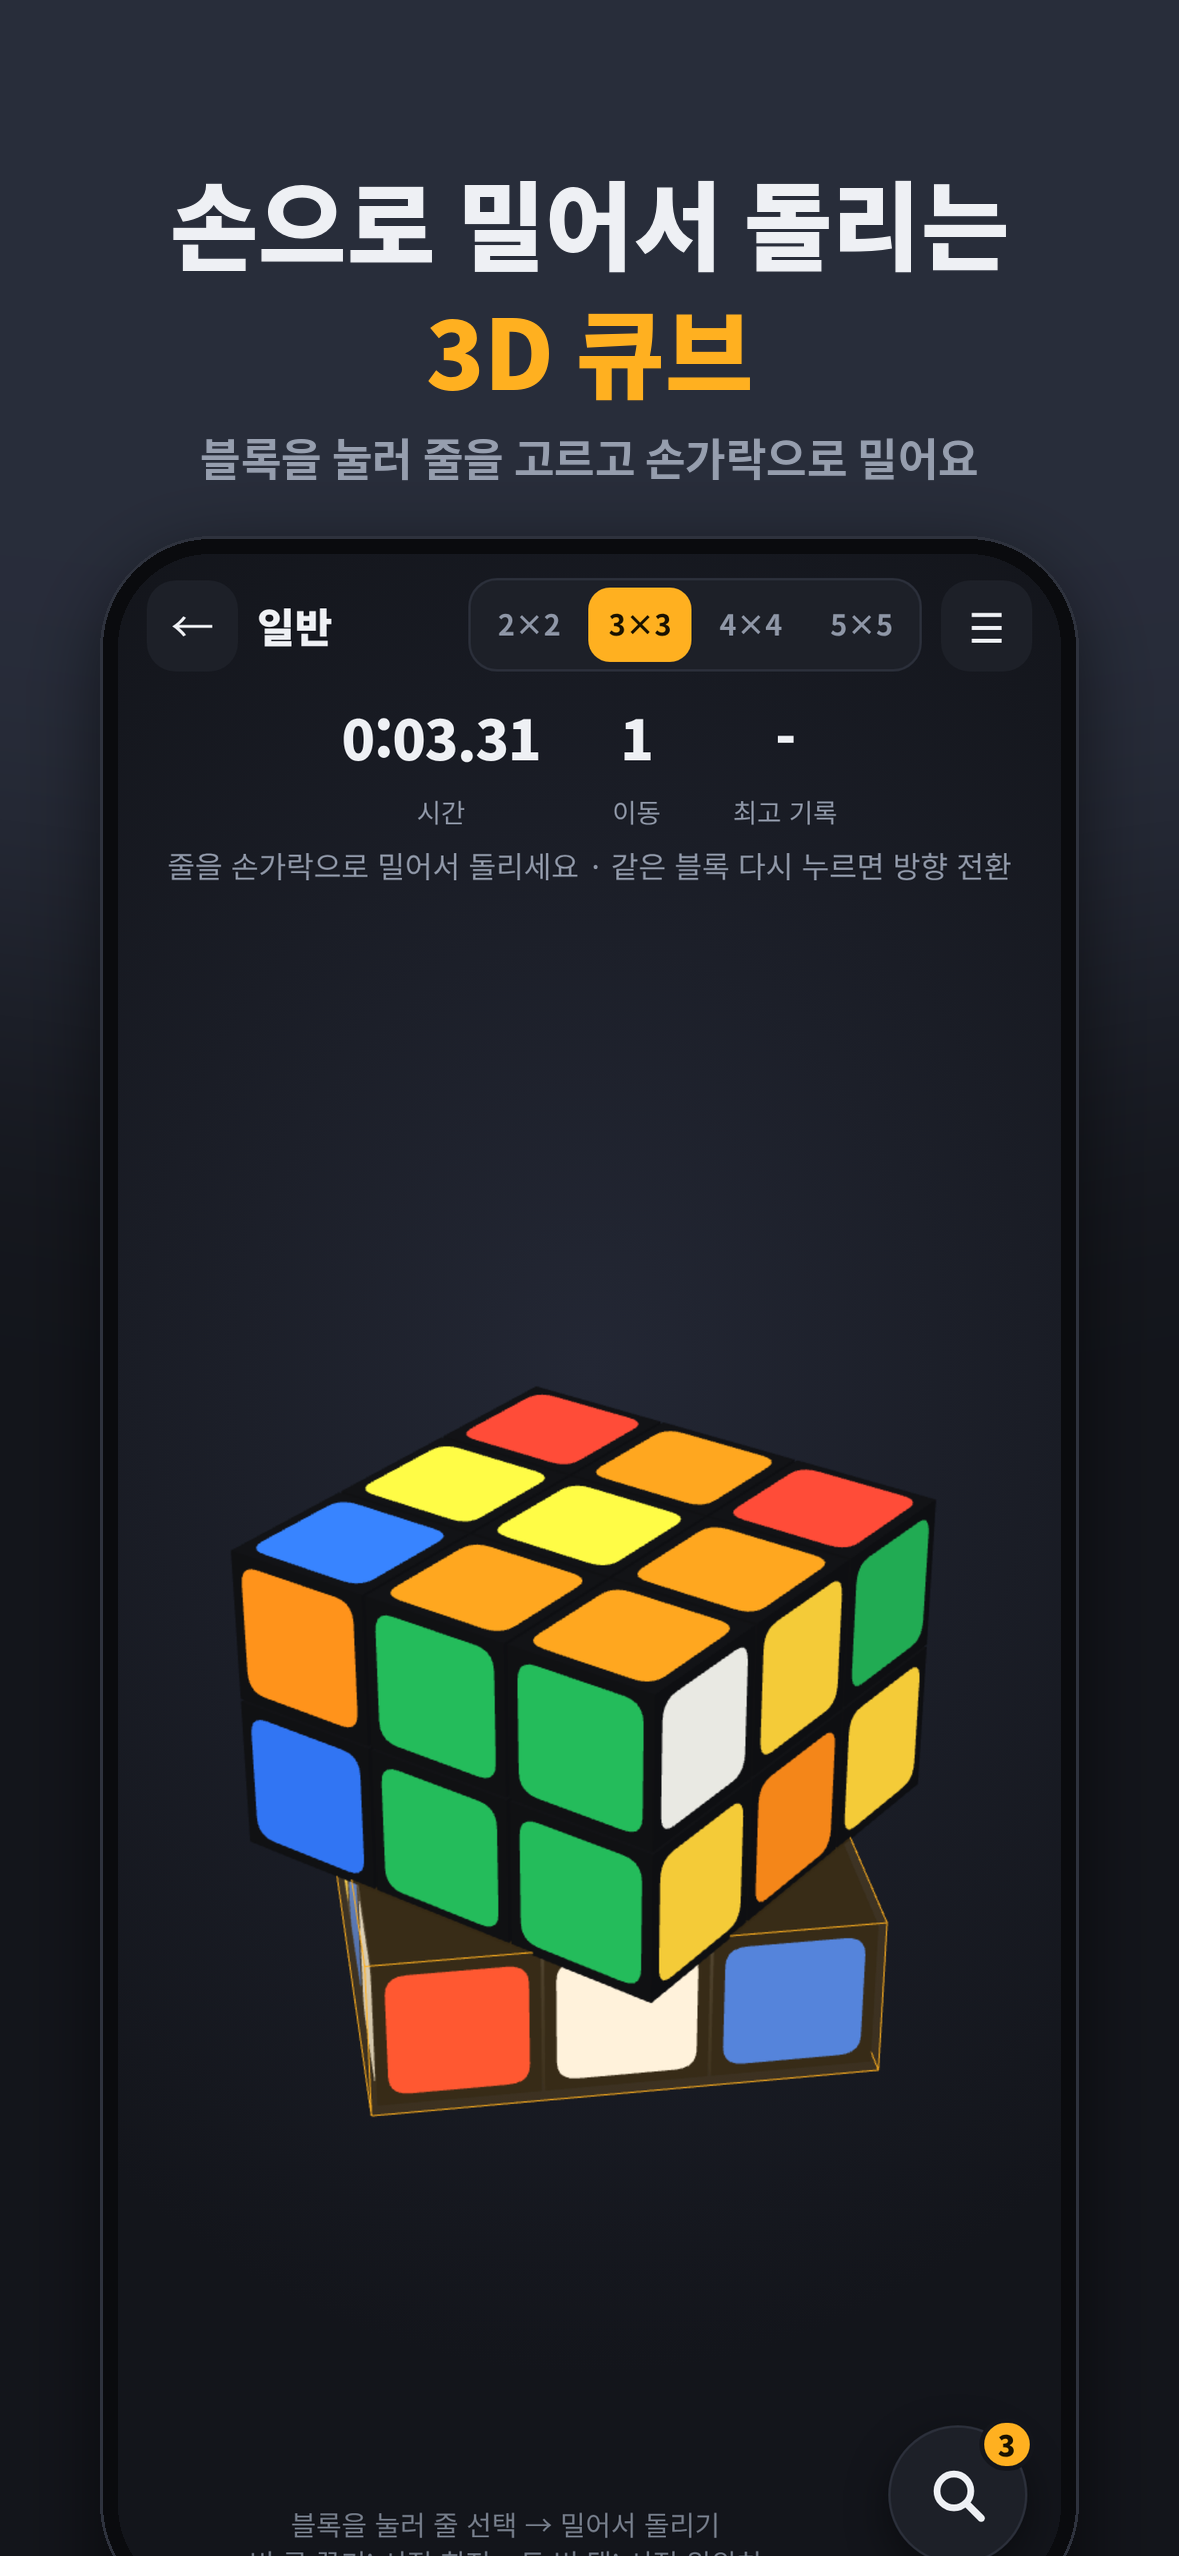 손으로 밀어서 돌리는
3D 큐브
블록을 눌러 줄을 고르고 손가락으로 밀어요
← 일반 2×2 3×3 4×4 5×5 ☰
0:03.31 1 -
시간 이동 최고 기록
줄을 손가락으로 밀어서 돌리세요 · 같은 블록 다시 누르면 방향 전환
3
블록을 눌러 줄 선택 → 밀어서 돌리기